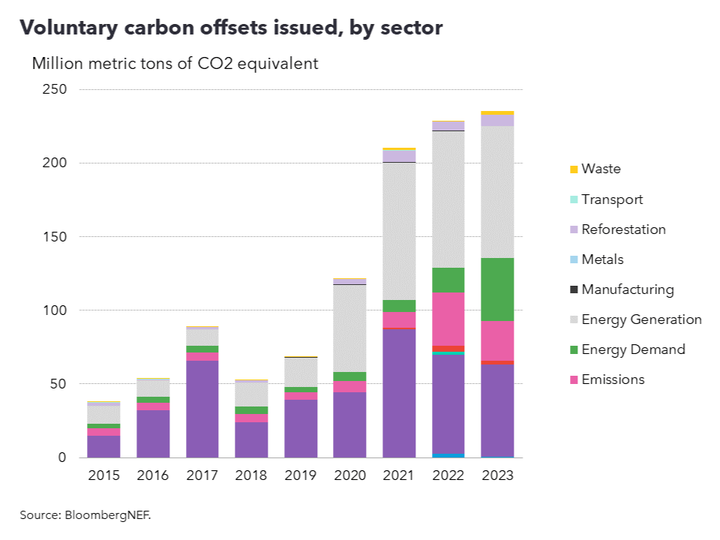 Voluntary carbon offsets issued, by sector
Million metric tons of CO2 equivalent
250
200
150
100
50
0
2015 2016 2017 2018 2019 2020 2021 2022 2023
Waste
Transport
Reforestation
Metals
Manufacturing
Energy Generation
Energy Demand
Emissions
Source: BloombergNEF.